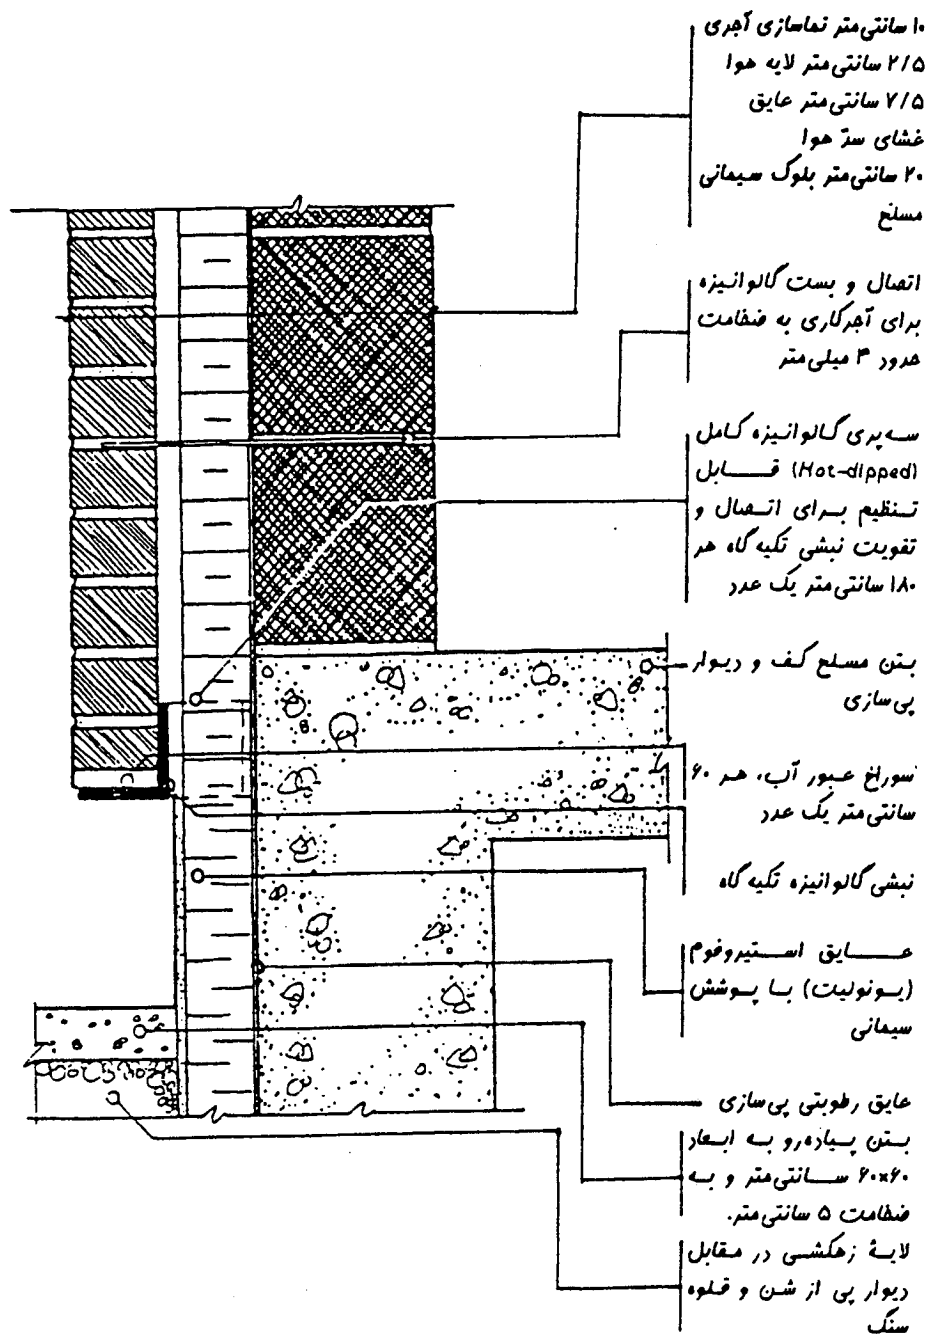 ۱۰ سانتی‌متر نماسازی آجری
۲/۵ سانتی‌متر لایه هوا
۷/۵ سانتی‌متر عایق
غشای سدّ هوا
۲۰ سانتی‌متر بلوک سیمانی
مسلح
اتصال و بست گالوانیزه
برای آجرکاری به ضخامت
حدود ۴ میلی‌متر
سه‌پری گالوانیزه کامل
(Hot-dipped) قابل
تنظیم برای اتصال و
تقویت نبشی تکیه‌گاه هر
۱۸۰ سانتی‌متر یک عدد
بتن مسلح کف و دیوار
پی‌سازی
سوراخ عبور آب، هر ۶۰
سانتی‌متر یک عدد
نبشی گالوانیزه تکیه‌گاه
عایق استیروفوم
(یونولیت) با پوشش
سیمانی
عایق رطوبتی پی‌سازی
بتن پیاده‌رو به ابعاد
۶۰×۶۰ سانتی‌متر و به
ضخامت ۵ سانتی‌متر.
لایهٔ زهکشی در مقابل
دیوار پی از شن و قلوه
سنگ